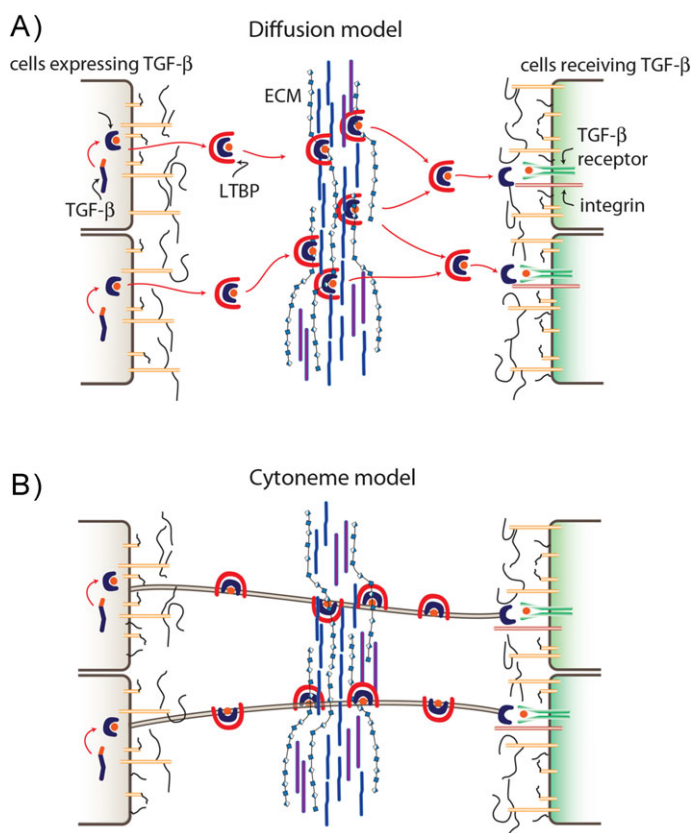 A)
Diffusion model
cells expressing TGF-β
cells receiving TGF-β
ECM
TGF-β
receptor
LTBP
TGF-β
integrin
B)
Cytoneme model